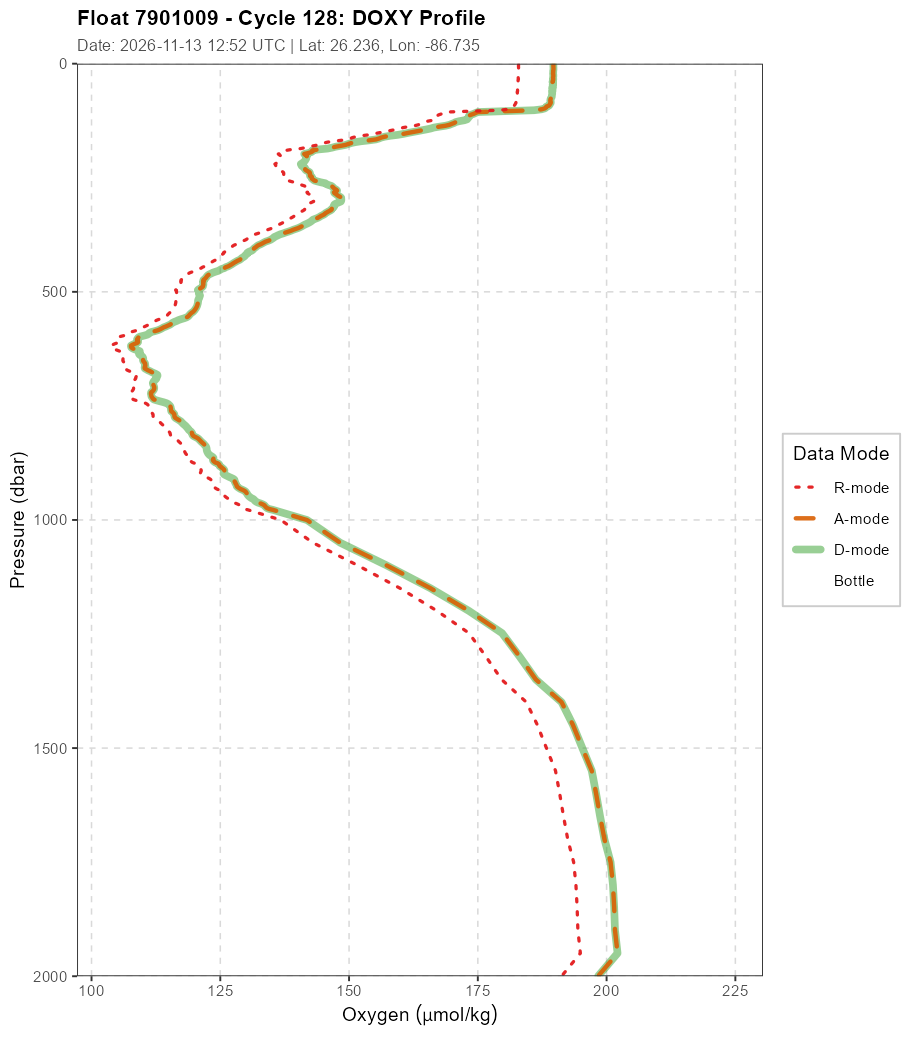 Float 7901009 - Cycle 128: DOXY Profile
Date: 2026-11-13 12:52 UTC | Lat: 26.236, Lon: -86.735
0
500
1000
1500
2000
Pressure (dbar)
100 125 150 175 200 225
Oxygen (µmol/kg)
Data Mode
R-mode
A-mode
D-mode
Bottle